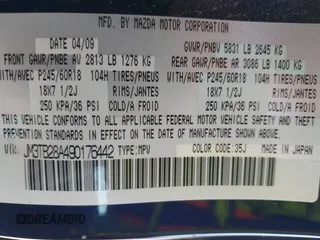 MFD. BY MAZDA MOTOR CORPORATION
DATE 04/09 GVWR/PNBV 5831 LB 2645 KG
FRONT GAWR/PNBE AV 2813 LB 1276 KG REAR GAWR/PNBE AR 3086 LB 1400 KG
WITH/AVEC P245/60R18 104H TIRES/PNEUS WITH/AVEC P245/60R18 104H TIRES/PNEUS
18X7 1/2J RIMS/JANTES 18X7 1/2J RIMS/JANTES
250 KPA/36 PSI COLD/A FROID 250 KPA/36 PSI COLD/A FROID
THIS VEHICLE CONFORMS TO ALL APPLICABLE FEDERAL MOTOR VEHICLE SAFETY AND THEFT
PREVENTION STANDARDS IN EFFECT ON THE DATE OF MANUFACTURE SHOWN ABOVE.
VIN: JM3TB28A490176442 TYPE:MPV COLOR CODE:35J MADE IN JAPAN
DREAMBID